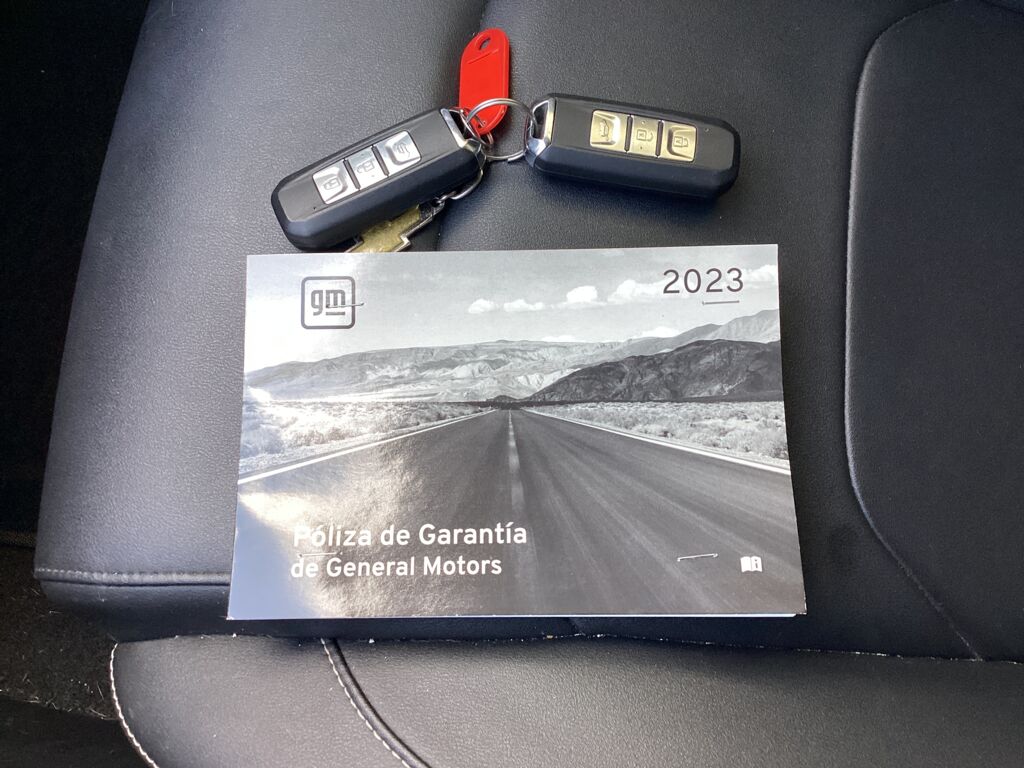 gm
2023
Póliza de Garantía
de General Motors